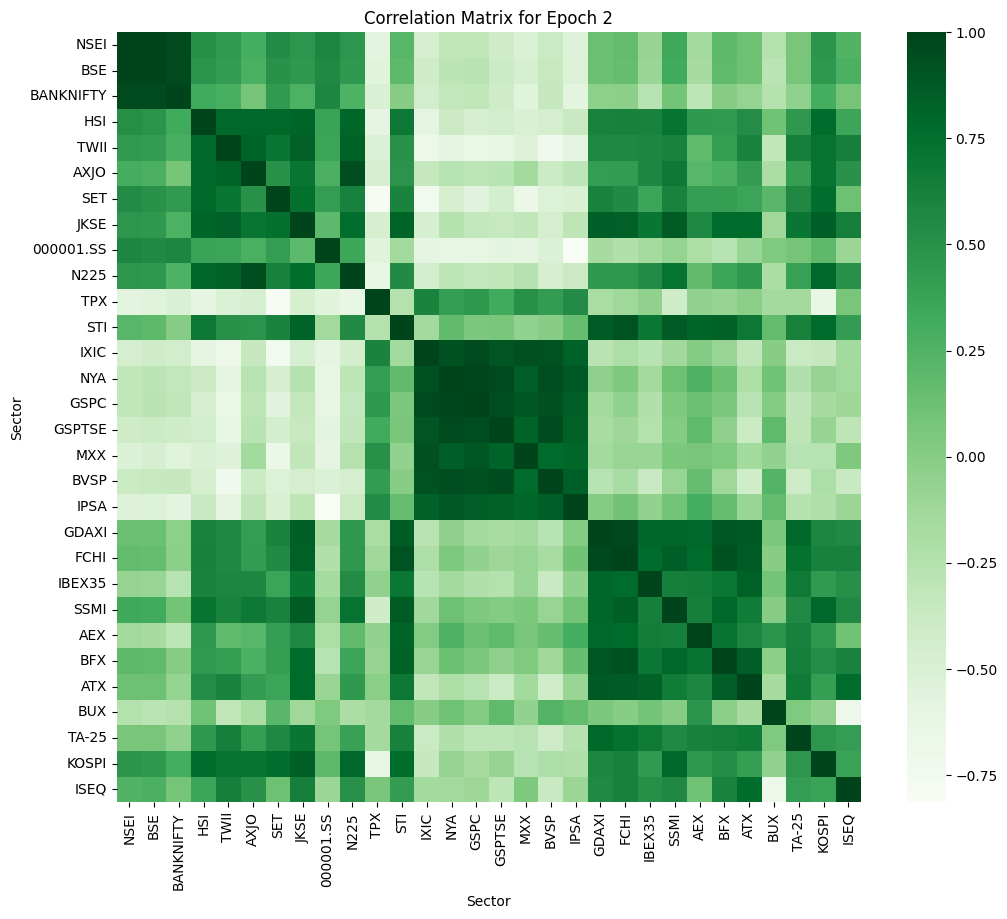 Correlation Matrix for Epoch 2
Sector
NSEI
BSE
BANKNIFTY
HSI
TWII
AXJO
SET
JKSE
000001.SS
N225
TPX
STI
IXIC
NYA
GSPC
GSPTSE
MXX
BVSP
IPSA
GDAXI
FCHI
IBEX35
SSMI
AEX
BFX
ATX
BUX
TA-25
KOSPI
ISEQ
NSEI
BSE
BANKNIFTY
HSI
TWII
AXJO
SET
JKSE
000001.SS
N225
TPX
STI
IXIC
NYA
GSPC
GSPTSE
MXX
BVSP
IPSA
GDAXI
FCHI
IBEX35
SSMI
AEX
BFX
ATX
BUX
TA-25
KOSPI
ISEQ
Sector
1.00
0.75
0.50
0.25
0.00
−0.25
−0.50
−0.75